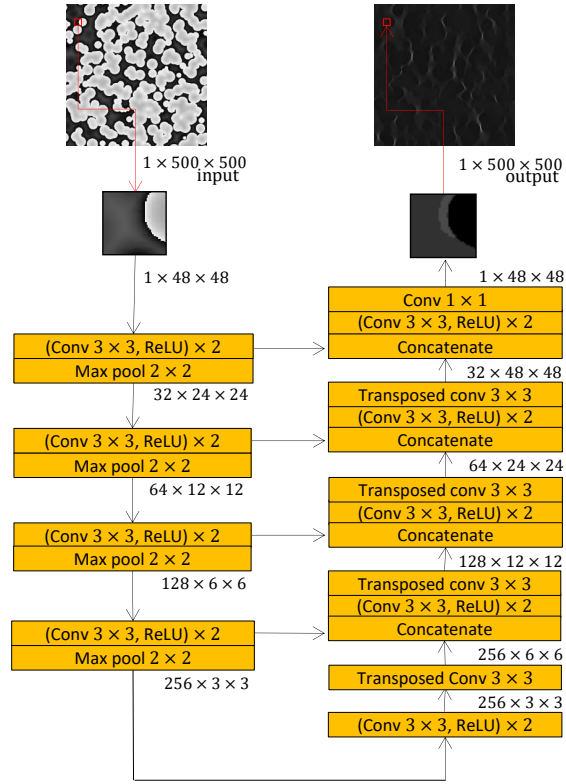 1 × 500 × 500
input
1 × 48 × 48
(Conv 3 × 3, ReLU) × 2
Max pool 2 × 2
32 × 24 × 24
(Conv 3 × 3, ReLU) × 2
Max pool 2 × 2
64 × 12 × 12
(Conv 3 × 3, ReLU) × 2
Max pool 2 × 2
128 × 6 × 6
(Conv 3 × 3, ReLU) × 2
Max pool 2 × 2
256 × 3 × 3
1 × 500 × 500
output
1 × 48 × 48
Conv 1 × 1
(Conv 3 × 3, ReLU) × 2
Concatenate
32 × 48 × 48
Transposed conv 3 × 3
(Conv 3 × 3, ReLU) × 2
Concatenate
64 × 24 × 24
Transposed conv 3 × 3
(Conv 3 × 3, ReLU) × 2
Concatenate
128 × 12 × 12
Transposed conv 3 × 3
(Conv 3 × 3, ReLU) × 2
Concatenate
256 × 6 × 6
Transposed Conv 3 × 3
256 × 3 × 3
(Conv 3 × 3, ReLU) × 2